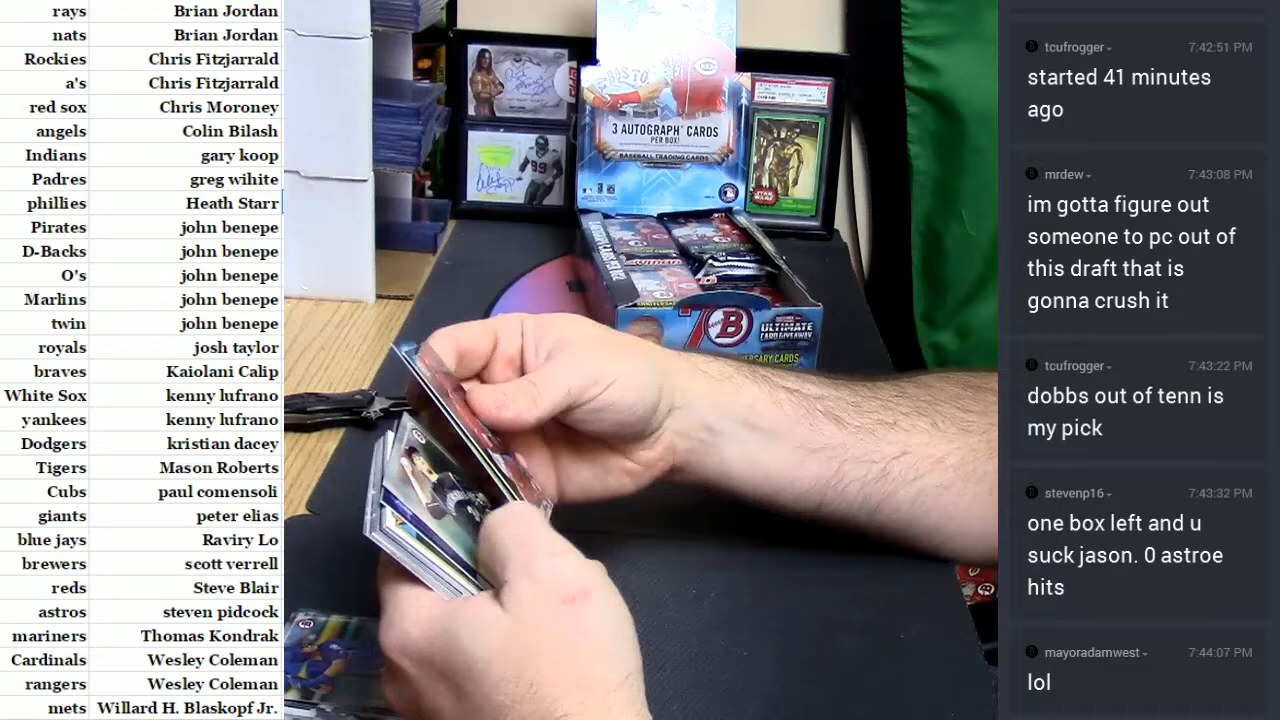 rays Brian Jordan
nats Brian Jordan
Rockies Chris Fitzjarrald
a's Chris Fitzjarrald
red sox Chris Moroney
angels Colin Bilash
Indians gary koop
Padres greg wihite
phillies Heath Starr
Pirates john benepe
D-Backs john benepe
O's john benepe
Marlins john benepe
twin john benepe
royals josh taylor
braves Kaiolani Calip
White Sox kenny lufrano
yankees kenny lufrano
Dodgers kristian dacey
Tigers Mason Roberts
Cubs paul comensoli
giants peter elias
blue jays Raviry Lo
brewers scott verrell
reds Steve Blair
astros steven pidcock
mariners Thomas Kondrak
Cardinals Wesley Coleman
rangers Wesley Coleman
mets Willard H. Blaskopf Jr.
3 AUTOGRAPH CARDS
PER BOX!
BASEBALL TRADING CARDS
99
STAR
WARS
7 B
ULTIMATE
CARD GIVEAWAY
tcufrogger 7:42:51 PM
started 41 minutes
ago
mrdew 7:43:08 PM
im gotta figure out
someone to pc out of
this draft that is
gonna crush it
tcufrogger 7:43:22 PM
dobbs out of tenn is
my pick
stevenp16 7:43:32 PM
one box left and u
suck jason. 0 astroe
hits
mayoradamwest 7:44:07 PM
lol